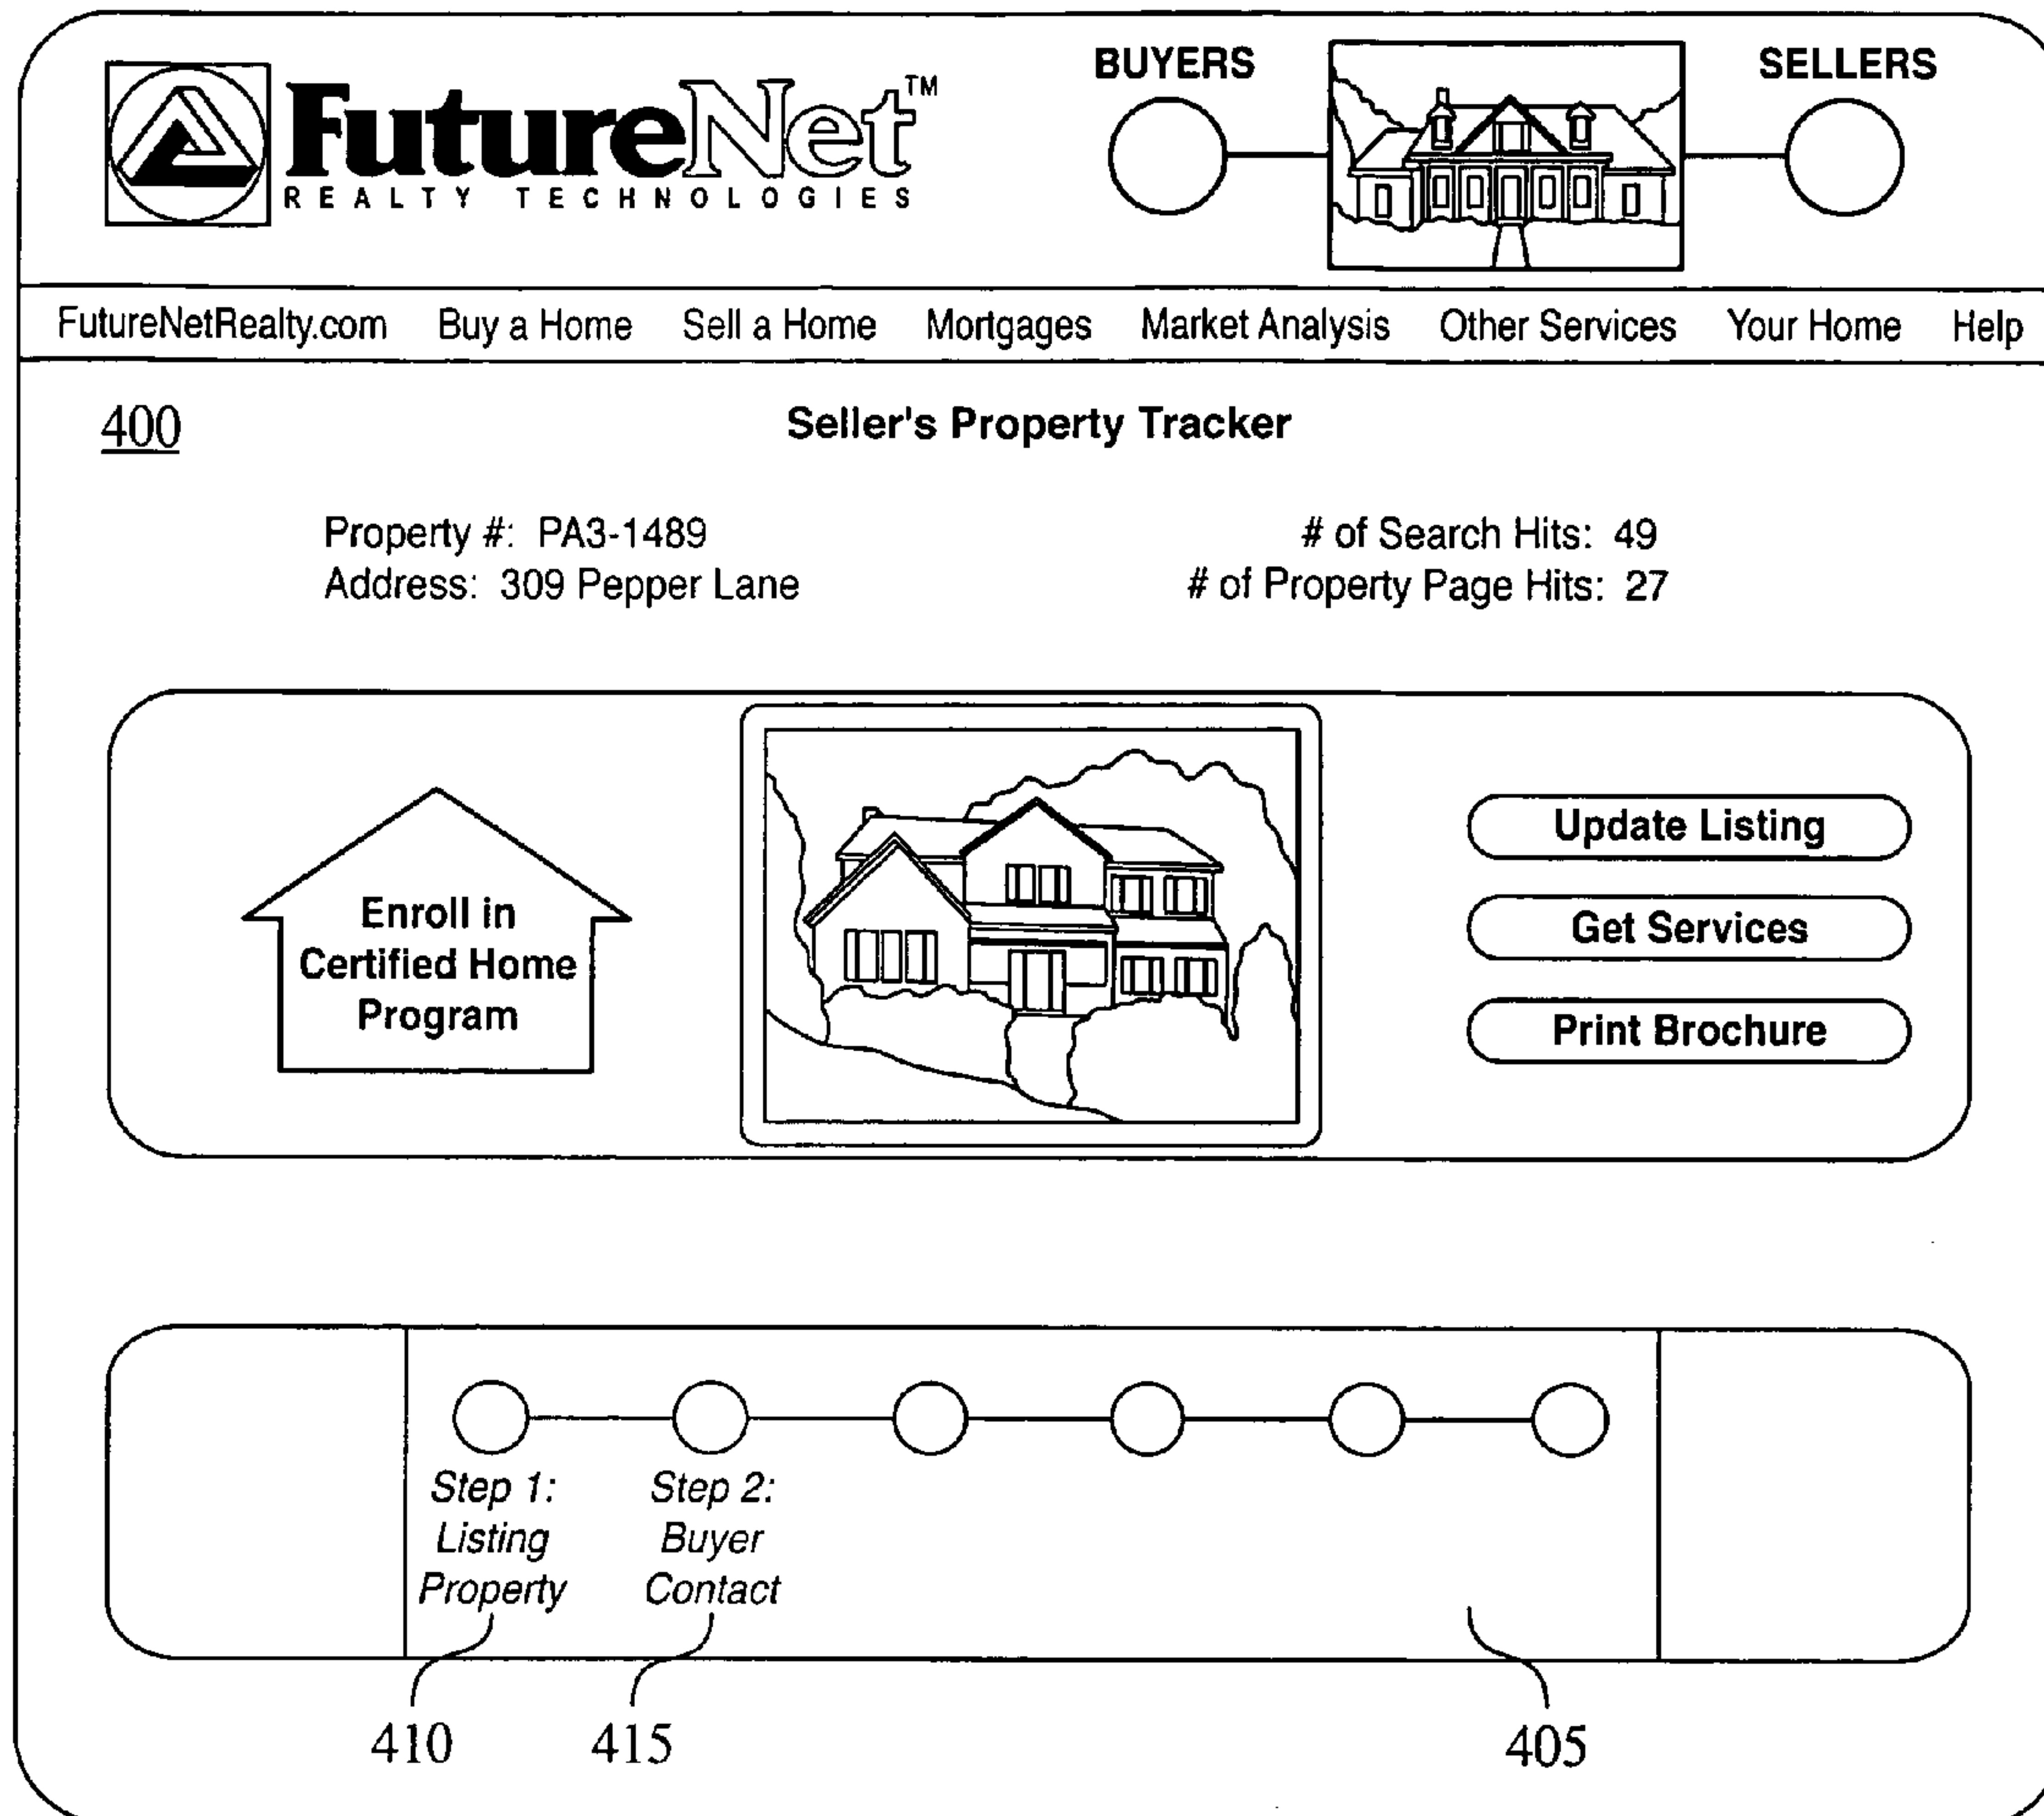 FutureNet™
REALTY TECHNOLOGIES
BUYERS
SELLERS
FutureNetRealty.com Buy a Home Sell a Home Mortgages Market Analysis Other Services Your Home Help
400
Seller's Property Tracker
Property #: PA3-1489
Address: 309 Pepper Lane
# of Search Hits: 49
# of Property Page Hits: 27
Enroll in
Certified Home
Program
Update Listing
Get Services
Print Brochure
Step 1:
Listing
Property
Step 2:
Buyer
Contact
410
415
405